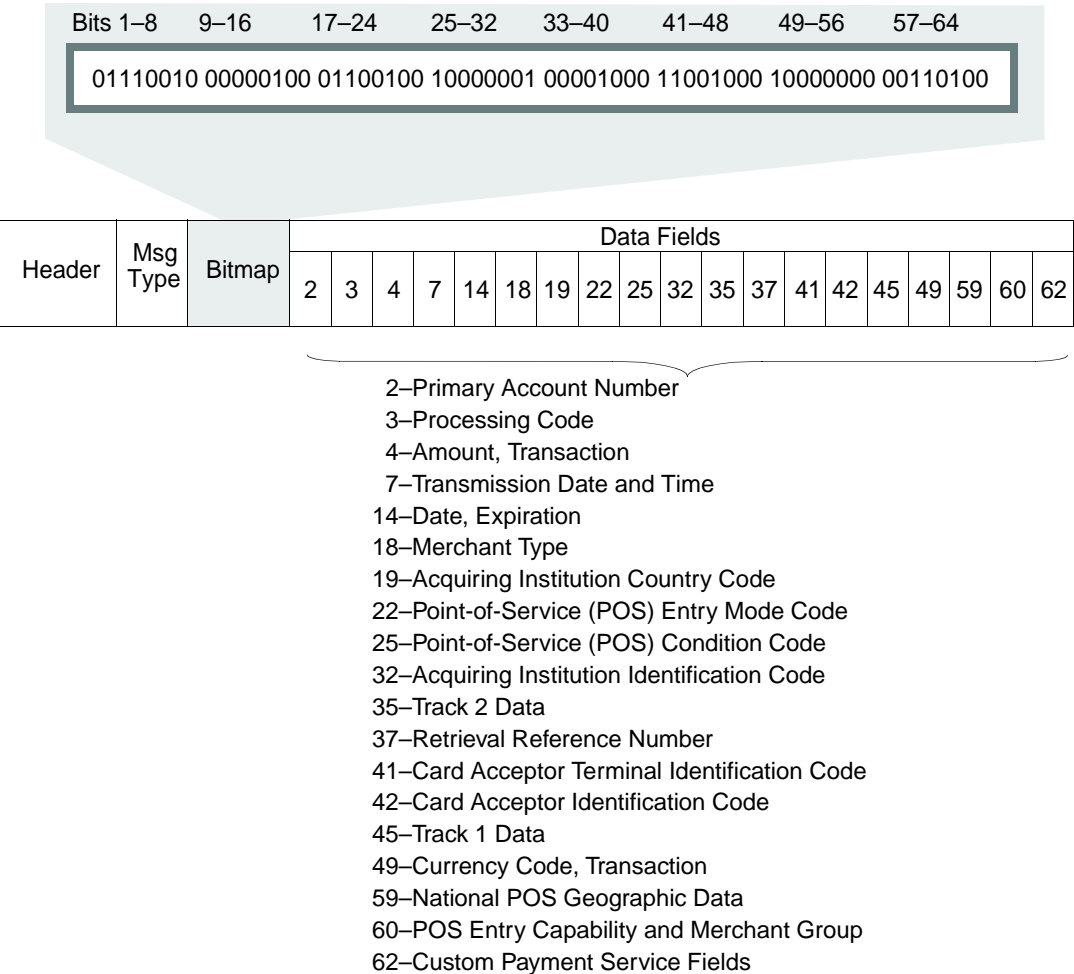 Bits 1–8 9–16 17–24 25–32 33–40 41–48 49–56 57–64
01110010 00000100 01100100 10000001 00001000 11001000 10000000 00110100
Header Msg Type Bitmap Data Fields
2 3 4 7 14 18 19 22 25 32 35 37 41 42 45 49 59 60 62
2–Primary Account Number
3–Processing Code
4–Amount, Transaction
7–Transmission Date and Time
14–Date, Expiration
18–Merchant Type
19–Acquiring Institution Country Code
22–Point-of-Service (POS) Entry Mode Code
25–Point-of-Service (POS) Condition Code
32–Acquiring Institution Identification Code
35–Track 2 Data
37–Retrieval Reference Number
41–Card Acceptor Terminal Identification Code
42–Card Acceptor Identification Code
45–Track 1 Data
49–Currency Code, Transaction
59–National POS Geographic Data
60–POS Entry Capability and Merchant Group
62–Custom Payment Service Fields